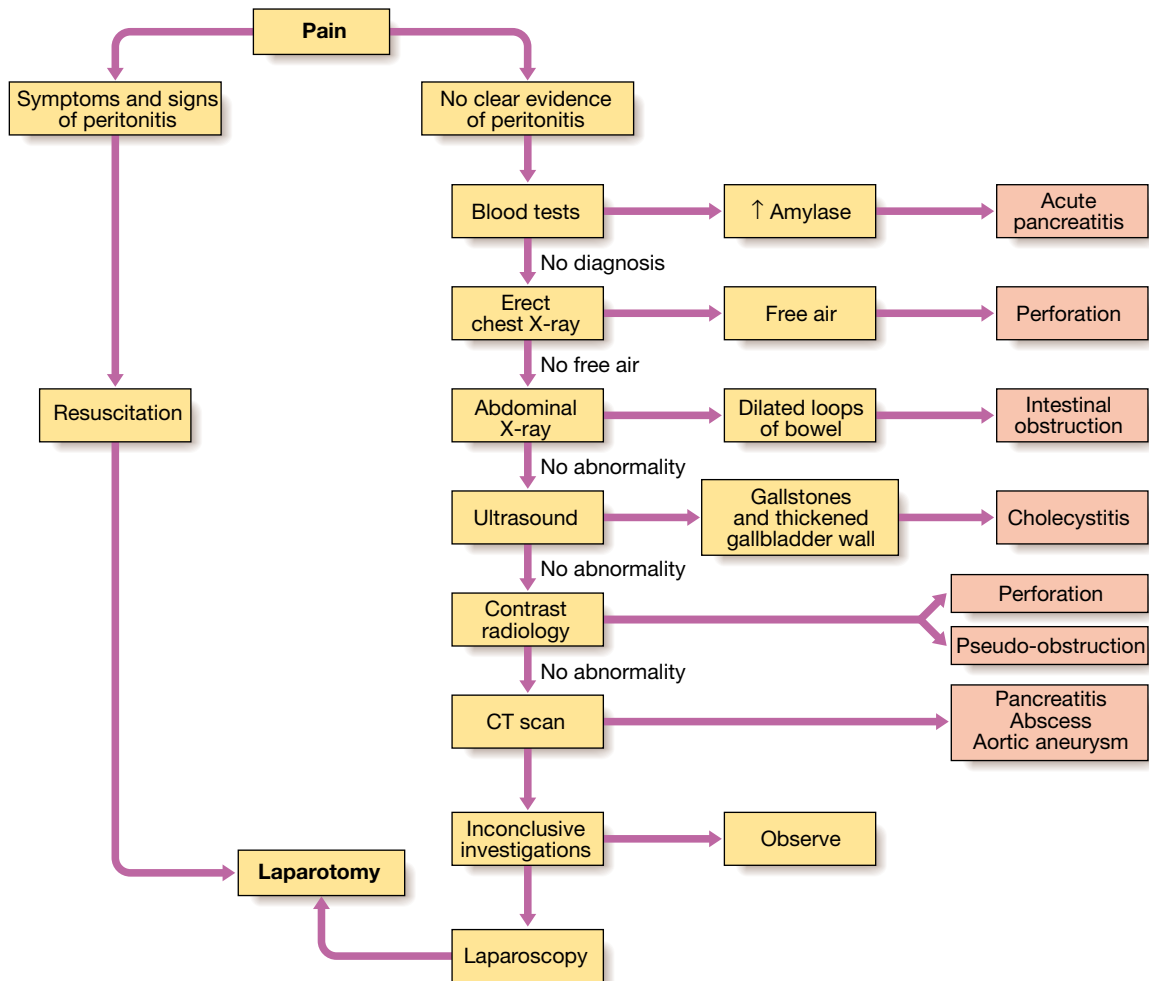 Pain
Symptoms and signs
of peritonitis
No clear evidence
of peritonitis
Blood tests
↑ Amylase
Acute
pancreatitis
No diagnosis
Erect
chest X-ray
Free air
Perforation
No free air
Resuscitation
Abdominal
X-ray
Dilated loops
of bowel
Intestinal
obstruction
No abnormality
Ultrasound
Gallstones
and thickened
gallbladder wall
Cholecystitis
No abnormality
Contrast
radiology
Perforation
Pseudo-obstruction
No abnormality
CT scan
Pancreatitis
Abscess
Aortic aneurysm
Inconclusive
investigations
Observe
Laparotomy
Laparoscopy